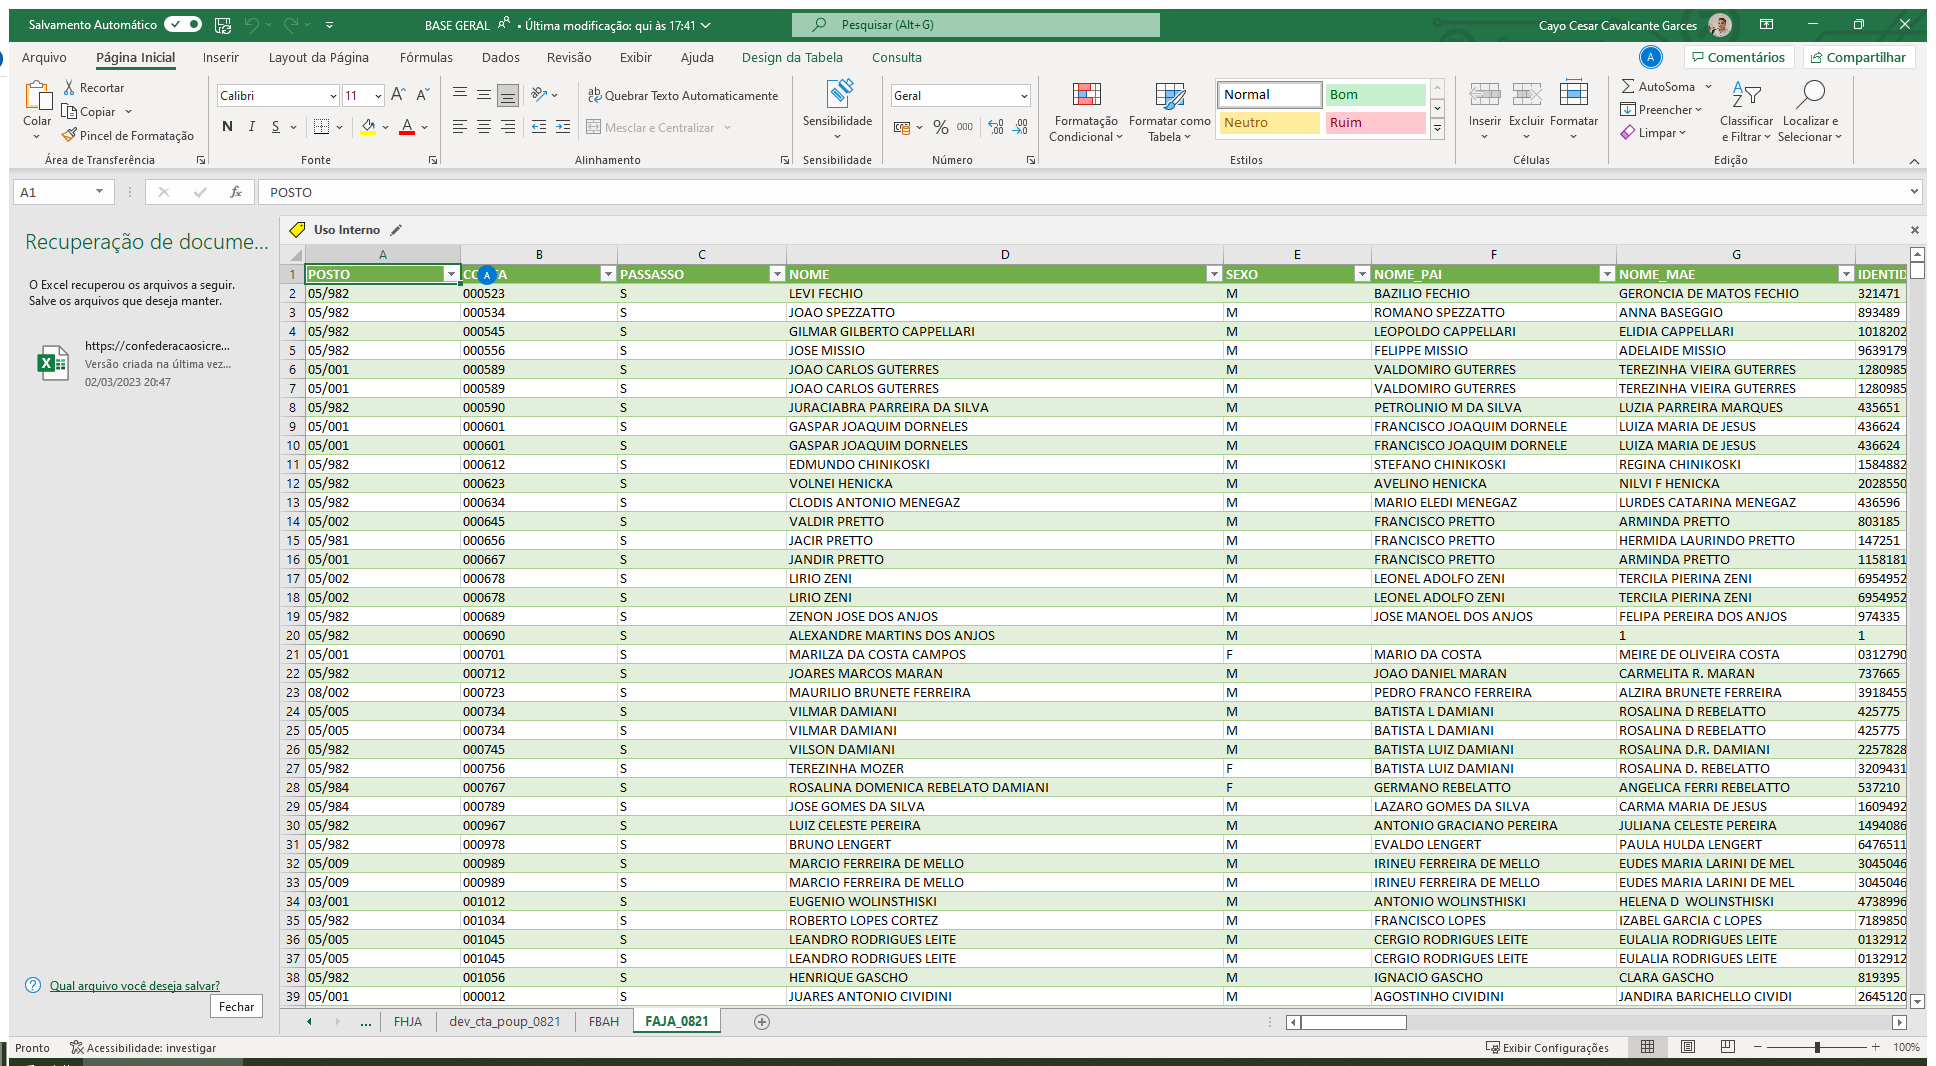 Salvamento Automático BASE GERAL • Última modificação: qui às 17:41 Pesquisar (Alt+G) Cayo Cesar Cavalcante Garces
Arquivo Página Inicial Inserir Layout da Página Fórmulas Dados Revisão Exibir Ajuda Design da Tabela Consulta A Comentários Compartilhar
Colar Recortar Copiar Pincel de Formatação
Calibri 11 N I S
Quebrar Texto Automaticamente Mesclar e Centralizar
Sensibilidade
Geral % 000
Formatação Condicional Formatar como Tabela Normal Bom Neutro Ruim
Inserir Excluir Formatar
AutoSoma Preencher Limpar Classificar e Filtrar Localizar e Selecionar
Área de Transferência Fonte Alinhamento Sensibilidade Número Estilos Células Edição
A1 fx POSTO
Recuperação de docume...
O Excel recuperou os arquivos a seguir.
Salve os arquivos que deseja manter.
https://confederacaosicre...
Versão criada na última vez...
02/03/2023 20:47
Qual arquivo você deseja salvar?
Fechar
Uso Interno
A B C D E F G
1 POSTO A PASSASSO NOME SEXO NOME_PAI NOME_MAE IDENTID
2 05/982 000523 S LEVI FECHIO M BAZILIO FECHIO GERONCIA DE MATOS FECHIO 321471
3 05/982 000534 S JOAO SPEZZATTO M ROMANO SPEZZATTO ANNA BASEGGIO 893489
4 05/982 000545 S GILMAR GILBERTO CAPPELLARI M LEOPOLDO CAPPELLARI ELIDIA CAPPELLARI 1018202
5 05/982 000556 S JOSE MISSIO M FELIPPE MISSIO ADELAIDE MISSIO 9639179
6 05/001 000589 S JOAO CARLOS GUTERRES M VALDOMIRO GUTERRES TEREZINHA VIEIRA GUTERRES 1280985
7 05/001 000589 S JOAO CARLOS GUTERRES M VALDOMIRO GUTERRES TEREZINHA VIEIRA GUTERRES 1280985
8 05/982 000590 S JURACIABRA PARREIRA DA SILVA M PETROLINIO M DA SILVA LUZIA PARREIRA MARQUES 435651
9 05/001 000601 S GASPAR JOAQUIM DORNELES M FRANCISCO JOAQUIM DORNELE LUIZA MARIA DE JESUS 436624
10 05/001 000601 S GASPAR JOAQUIM DORNELES M FRANCISCO JOAQUIM DORNELE LUIZA MARIA DE JESUS 436624
11 05/982 000612 S EDMUNDO CHINIKOSKI M STEFANO CHINIKOSKI REGINA CHINIKOSKI 1584882
12 05/982 000623 S VOLNEI HENICKA M AVELINO HENICKA NILVI F HENICKA 2028550
13 05/982 000634 S CLODIS ANTONIO MENEGAZ M MARIO ELEDI MENEGAZ LURDES CATARINA MENEGAZ 436596
14 05/002 000645 S VALDIR PRETTO M FRANCISCO PRETTO ARMINDA PRETTO 803185
15 05/981 000656 S JACIR PRETTO M FRANCISCO PRETTO HERMIDA LAURINDO PRETTO 147251
16 05/001 000667 S JANDIR PRETTO M FRANCISCO PRETTO ARMINDA PRETTO 1158181
17 05/002 000678 S LIRIO ZENI M LEONEL ADOLFO ZENI TERCILA PIERINA ZENI 6954952
18 05/002 000678 S LIRIO ZENI M LEONEL ADOLFO ZENI TERCILA PIERINA ZENI 6954952
19 05/982 000689 S ZENON JOSE DOS ANJOS M JOSE MANOEL DOS ANJOS FELIPA PEREIRA DOS ANJOS 974335
20 05/982 000690 S ALEXANDRE MARTINS DOS ANJOS M 1 1
21 05/001 000701 S MARILZA DA COSTA CAMPOS F MARIO DA COSTA MEIRE DE OLIVEIRA COSTA 0312790
22 05/982 000712 S JOARES MARCOS MARAN M JOAO DANIEL MARAN CARMELITA R. MARAN 737665
23 08/002 000723 S MAURILIO BRUNETE FERREIRA M PEDRO FRANCO FERREIRA ALZIRA BRUNETE FERREIRA 3918455
24 05/005 000734 S VILMAR DAMIANI M BATISTA L DAMIANI ROSALINA D REBELATTO 425775
25 05/005 000734 S VILMAR DAMIANI M BATISTA L DAMIANI ROSALINA D REBELATTO 425775
26 05/982 000745 S VILSON DAMIANI M BATISTA LUIZ DAMIANI ROSALINA D.R. DAMIANI 2257828
27 05/982 000756 S TEREZINHA MOZER F BATISTA LUIZ DAMIANI ROSALINA D. REBELATTO 3209431
28 05/984 000767 S ROSALINA DOMENICA REBELATO DAMIANI F GERMANO REBELATTO ANGELICA FERRI REBELATTO 537210
29 05/984 000789 S JOSE GOMES DA SILVA M LAZARO GOMES DA SILVA CARMA MARIA DE JESUS 1609492
30 05/982 000967 S LUIZ CELESTE PEREIRA M ANTONIO GRACIANO PEREIRA JULIANA CELESTE PEREIRA 1494086
31 05/982 000978 S BRUNO LENGERT M EVALDO LENGERT PAULA HULDA LENGERT 6476511
32 05/009 000989 S MARCIO FERREIRA DE MELLO M IRINEU FERREIRA DE MELLO EUDES MARIA LARINI DE MEL 3045046
33 05/009 000989 S MARCIO FERREIRA DE MELLO M IRINEU FERREIRA DE MELLO EUDES MARIA LARINI DE MEL 3045046
34 03/001 001012 S EUGENIO WOLINSTHISKI M ANTONIO WOLINSTHISKI HELENA D WOLINSTHISKI 4738996
35 05/982 001034 S ROBERTO LOPES CORTEZ M FRANCISCO LOPES IZABEL GARCIA C LOPES 7189850
36 05/005 001045 S LEANDRO RODRIGUES LEITE M CERGIO RODRIGUES LEITE EULALIA RODRIGUES LEITE 0132912
37 05/005 001045 S LEANDRO RODRIGUES LEITE M CERGIO RODRIGUES LEITE EULALIA RODRIGUES LEITE 0132912
38 05/982 001056 S HENRIQUE GASCHO M IGNACIO GASCHO CLARA GASCHO 819395
39 05/001 000012 S JUARES ANTONIO CIVIDINI M AGOSTINHO CIVIDINI JANDIRA BARICHELLO CIVIDI 2645120
... FHJA dev_cta_poup_0821 FBAH FAJA_0821
Pronto Acessibilidade: investigar Exibir Configurações 100%